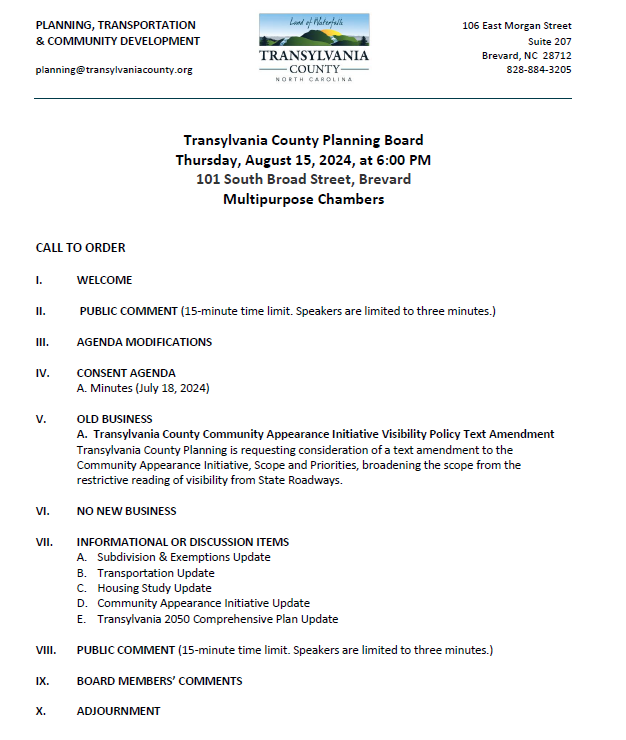 PLANNING, TRANSPORTATION
& COMMUNITY DEVELOPMENT
planning@transylvaniacounty.org
Land of Waterfalls
TRANSYLVANIA
COUNTY
NORTH CAROLINA
106 East Morgan Street
Suite 207
Brevard, NC 28712
828-884-3205
Transylvania County Planning Board
Thursday, August 15, 2024, at 6:00 PM
101 South Broad Street, Brevard
Multipurpose Chambers
CALL TO ORDER
I. WELCOME
II. PUBLIC COMMENT (15-minute time limit. Speakers are limited to three minutes.)
III. AGENDA MODIFICATIONS
IV. CONSENT AGENDA
A. Minutes (July 18, 2024)
V. OLD BUSINESS
A. Transylvania County Community Appearance Initiative Visibility Policy Text Amendment
Transylvania County Planning is requesting consideration of a text amendment to the
Community Appearance Initiative, Scope and Priorities, broadening the scope from the
restrictive reading of visibility from State Roadways.
VI. NO NEW BUSINESS
VII. INFORMATIONAL OR DISCUSSION ITEMS
A. Subdivision & Exemptions Update
B. Transportation Update
C. Housing Study Update
D. Community Appearance Initiative Update
E. Transylvania 2050 Comprehensive Plan Update
VIII. PUBLIC COMMENT (15-minute time limit. Speakers are limited to three minutes.)
IX. BOARD MEMBERS' COMMENTS
X. ADJOURNMENT